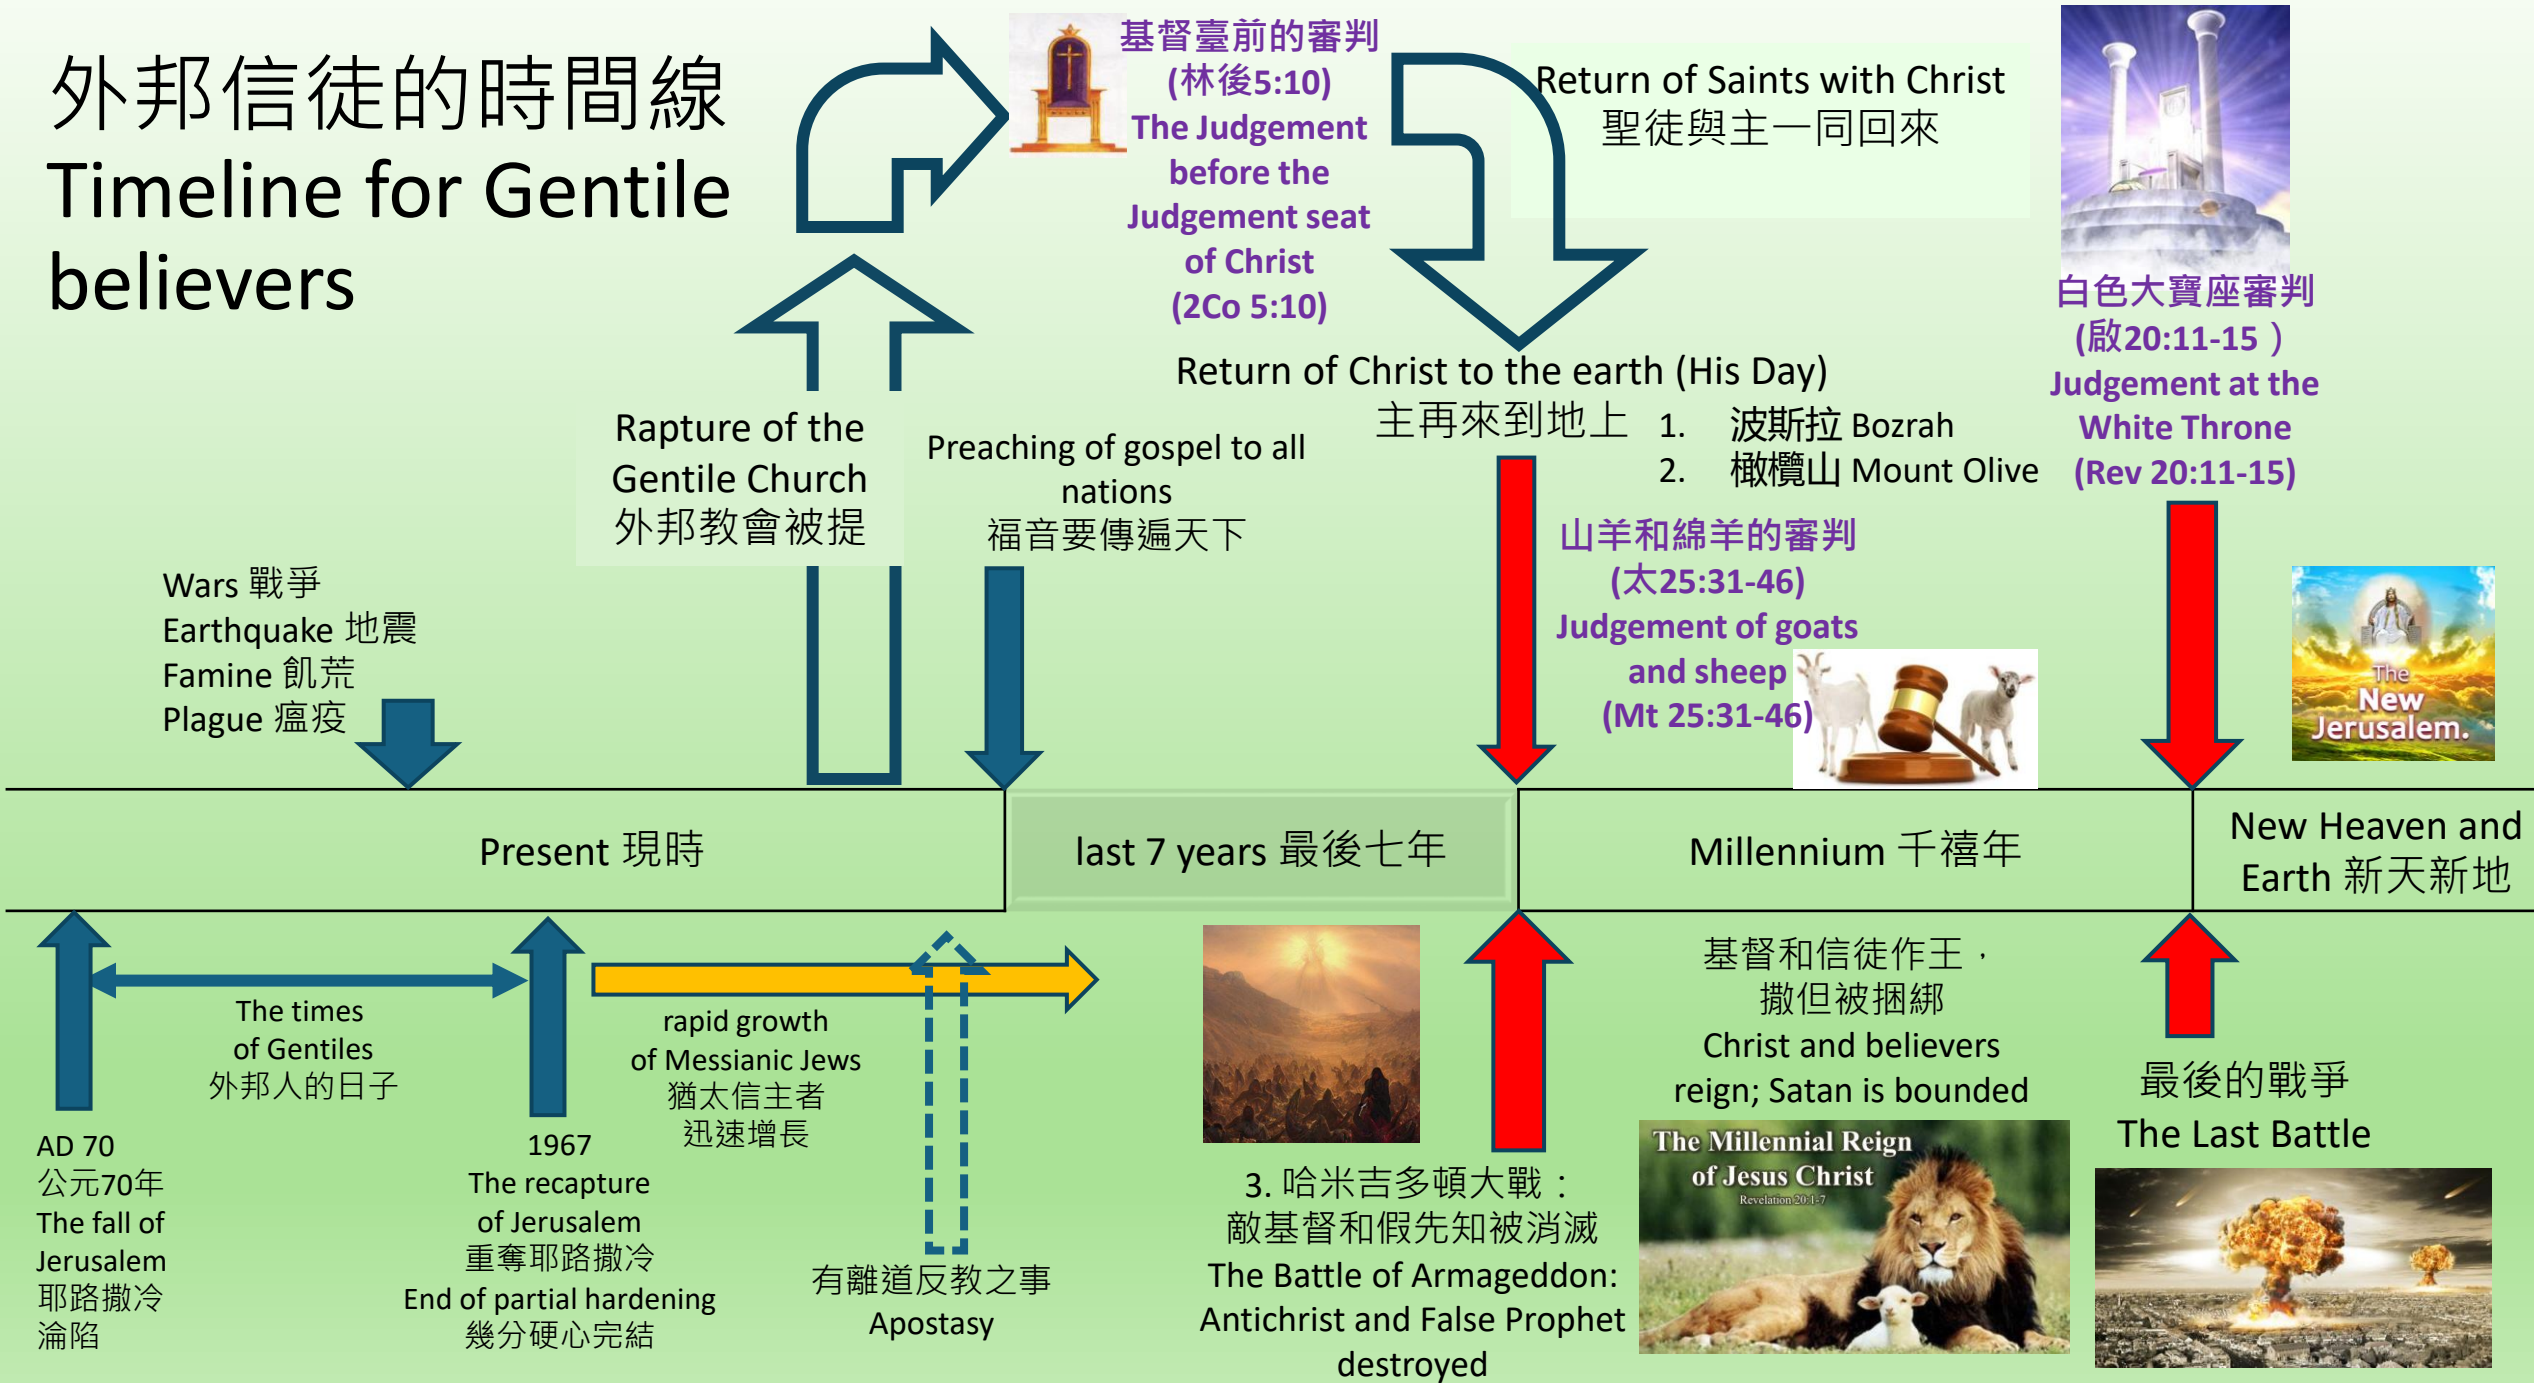 外邦信徒的時間線
Timeline for Gentile
believers
基督臺前的審判
(林後5:10)
The Judgement
before the
Judgement seat
of Christ
(2Co 5:10)
Return of Saints with Christ
聖徒與主一同回來
白色大寶座審判
(啟20:11-15 )
Judgement at the
White Throne
(Rev 20:11-15)
Return of Christ to the earth (His Day)
主再來到地上
1. 波斯拉 Bozrah
2. 橄欖山 Mount Olive
Rapture of the
Gentile Church
外邦教會被提
Preaching of gospel to all
nations
福音要傳遍天下
山羊和綿羊的審判
(太25:31-46)
Judgement of goats
and sheep
(Mt 25:31-46)
Wars 戰爭
Earthquake 地震
Famine 飢荒
Plague 瘟疫
The
New
Jerusalem.
Present 現時
last 7 years 最後七年
Millennium 千禧年
New Heaven and
Earth 新天新地
The times
of Gentiles
外邦人的日子
rapid growth
of Messianic Jews
猶太信主者
迅速增長
基督和信徒作王，
撒但被捆綁
Christ and believers
reign; Satan is bounded
最後的戰爭
The Last Battle
AD 70
公元70年
The fall of
Jerusalem
耶路撒冷
淪陷
1967
The recapture
of Jerusalem
重奪耶路撒冷
End of partial hardening
幾分硬心完結
有離道反教之事
Apostasy
3. 哈米吉多頓大戰：
敵基督和假先知被消滅
The Battle of Armageddon:
Antichrist and False Prophet
destroyed
The Millennial Reign
of Jesus Christ
Revelation 20:1-7